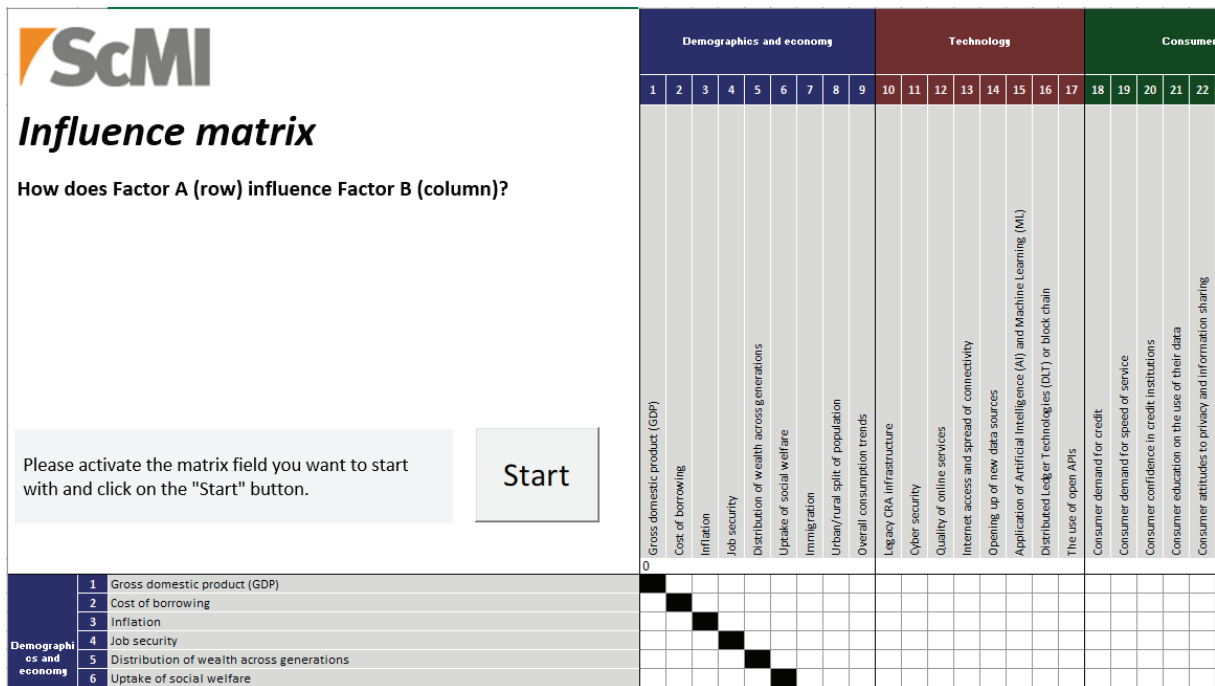 ScMI
Influence matrix
How does Factor A (row) influence Factor B (column)?
Please activate the matrix field you want to start
with and click on the "Start" button.
Start
Demographics and economy
Technology
Consumer
1 2 3 4 5 6 7 8 9 10 11 12 13 14 15 16 17 18 19 20 21 22
Gross domestic product (GDP)
Cost of borrowing
Inflation
Job security
Distribution of wealth across generations
Uptake of social welfare
Immigration
Urban/rural split of population
Overall consumption trends
Legacy CRA infrastructure
Cyber security
Quality of online services
Internet access and spread of connectivity
Opening up of new data sources
Application of Artificial Intelligence (AI) and Machine Learning (ML)
Distributed Ledger Technologies (DLT) or block chain
The use of open APIs
Consumer demand for credit
Consumer demand for speed of service
Consumer confidence in credit institutions
Consumer education on the use of their data
Consumer attitudes to privacy and information sharing
0
Demographi
cs and
economy
1 Gross domestic product (GDP)
2 Cost of borrowing
3 Inflation
4 Job security
5 Distribution of wealth across generations
6 Uptake of social welfare